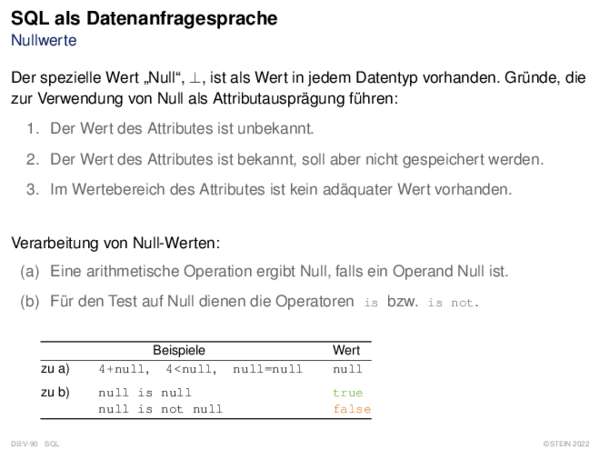 SQL als Datenanfragesprache
Nullwerte
Der spezielle Wert „Null“, ⊥, ist als Wert in jedem Datentyp vorhanden. Gründe, die
zur Verwendung von Null als Attributausprägung führen:
1. Der Wert des Attributes ist unbekannt.
2. Der Wert des Attributes ist bekannt, soll aber nicht gespeichert werden.
3. Im Wertebereich des Attributes ist kein adäquater Wert vorhanden.
Verarbeitung von Null-Werten:
(a) Eine arithmetische Operation ergibt Null, falls ein Operand Null ist.
(b) Für den Test auf Null dienen die Operatoren is bzw. is not.
Beispiele Wert
zu a) 4+null, 4<null, null=null null
zu b) null is null true
null is not null false
DB:V-90 SQL ©STEIN 2022